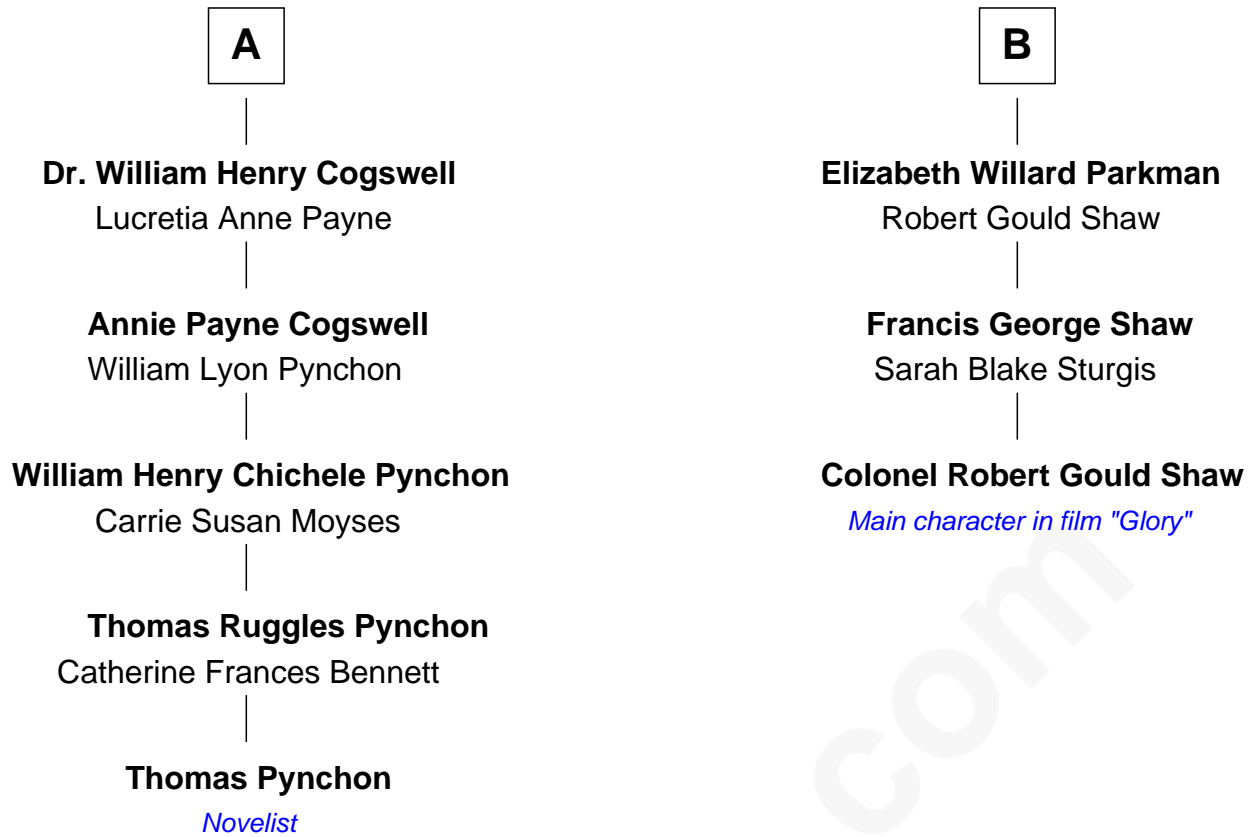 A
Dr. William Henry Cogswell
Lucretia Anne Payne
Annie Payne Cogswell
William Lyon Pynchon
William Henry Chichele Pynchon
Carrie Susan Moyses
Thomas Ruggles Pynchon
Catherine Frances Bennett
Thomas Pynchon
Novelist
B
Elizabeth Willard Parkman
Robert Gould Shaw
Francis George Shaw
Sarah Blake Sturgis
Colonel Robert Gould Shaw
Main character in film "Glory"
com